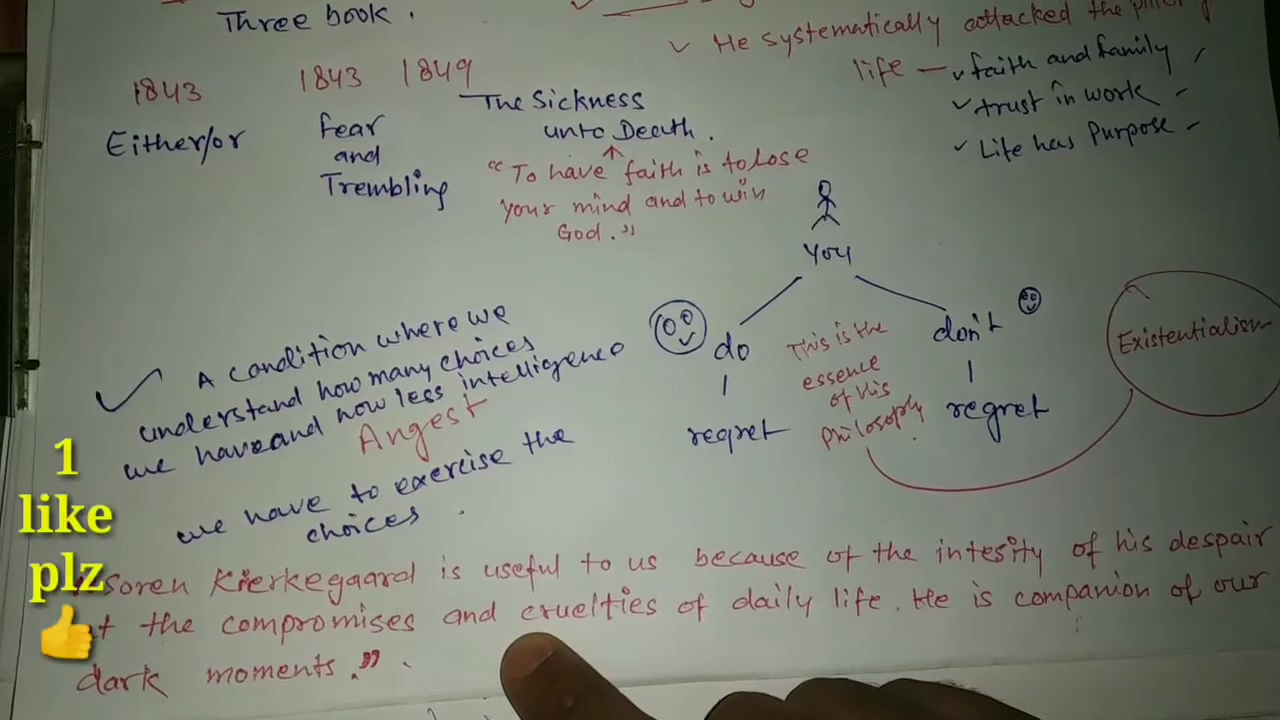 Three book.
✓ He systematically attacked the
life — ✓ faith and family
✓ trust in work
✓ Life has Purpose
1843 1843 1849
Either/or
Fear
and
Trembling
The Sickness
unto Death.
"To have faith is to lose
your mind and to win
God."
You
do
don't
regret
regret
This is the
essence
of his
Philosophy
Existentialism
A condition where we
understand how many choices
we have and how less intelligence
Angest
we have to exercise the
choices.
Soren Kierkegaard is useful to us because of the intesity of his despair
at the compromises and cruelties of daily life. He is companion of our
dark moments."
1
like
plz